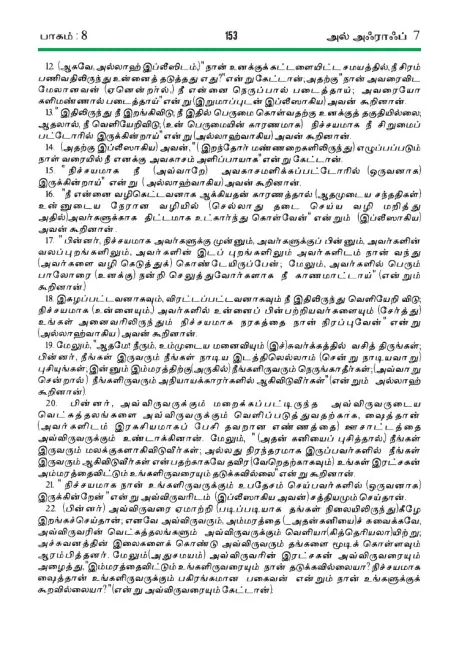 பாகம் : 8
153
அல் அஃராஃப் 7
12. (ஆகவே, அல்லாஹ் இப்லீஸிடம்,) "நான் உனக்குக் கட்டளையிட்ட சமயத்தில், நீ சிரம்
பணிவதிலிருந்து உன்னைத் தடுத்தது எது?" என்று கேட்டான்; அதற்கு "நான் அவரைவிட
மேலானவன் (ஏனென்றால்,) நீ என்னை நெருப்பால் படைத்தாய்; அவரையோ
களிமண்ணால் படைத்தாய்" என்று (இறுமாப்புடன் இப்லீஸாகிய) அவன் கூறினான்.
13. "இதிலிருந்து நீ இறங்கிவிடு, நீ இதில் பெருமை கொள்வதற்கு உனக்குத் தகுதியில்லை;
ஆதலால், நீ வெளியேறிவிடு; (உன் பெருமையின் காரணமாக) நிச்சயமாக நீ சிறுமைப்
பட்டோரில் இருக்கின்றாய்" என்று (அல்லாஹ்வாகிய) அவன் கூறினான்.
14. (அதற்கு இப்லீஸாகிய) அவன், "( இறந்தோர் மண்ணறைகளிலிருந்து) எழுப்பப்படும்
நாள் வரையில் நீ எனக்கு அவகாசம் அளிப்பாயாக" என்று கேட்டான்.
15. " நிச்சயமாக நீ (அவ்வாறே) அவகாசமளிக்கப்பட்டோரில் (ஒருவனாக)
இருக்கின்றாய்" என்று (அல்லாஹ்வாகிய) அவன் கூறினான்.
16. "நீ என்னை வழிகெட்டவனாக ஆக்கியதன் காரணத்தால் (ஆதமுடைய சந்ததிகள்)
உன்னுடைய நேரான வழியில் (செல்லாது தடை செய்ய வழி மறித்து
அதில்) அவர்களுக்காக திட்டமாக உட்கார்ந்து கொள்வேன்" என்றும் (இப்லீஸாகிய)
அவன் கூறினான்.
17. "பின்னர், நிச்சயமாக அவர்களுக்கு முன்னும், அவர்களுக்குப் பின்னும், அவர்களின்
வலப்புறங்களிலும், அவர்களின் இடப் புறங்களிலும் அவர்களிடம் நான் வந்து
(அவர்களை வழி கெடுத்துக்) கொண்டேயிருப்பேன் ; மேலும், அவர்களில் பெரும்
பாலோரை (உனக்கு) நன்றி செலுத்துவோர்களாக நீ காணமாட்டாய்" (என்றும்
கூறினான்.)
18. இகழப்பட்டவனாகவும், விரட்டப்பட்டவனாகவும் நீ இதிலிருந்து வெளியேறி விடு;
நிச்சயமாக (உன்னையும்,) அவர்களில் உன்னைப் பின்பற்றியவர்களையும் (சேர்த்து)
உங்கள் அனைவரிலிருந்தும் நிச்சயமாக நரகத்தை நான் நிரப்புவேன்" என்று
(அல்லாஹ்வாகிய) அவன் கூறினான்.
19. மேலும், "ஆதமே! நீரும், உம்முடைய மனைவியும் (இச்)சுவர்க்கத்தில் வசித் திருங்கள்;
பின்னர், நீங்கள் இருவரும் நீங்கள் நாடிய இடத்திலெல்லாம் (சென்று நாடியவாறு)
புசியுங்கள்; இன்னும் இம்மரத்திற்கு(அருகில்) நீங்களிருவரும் நெருங்காதீர்கள்; (அவ்வாறு
சென்றால் ) நீங்களிருவரும் அநியாயக்காரர்களில் ஆகிவிடுவீர்கள்" (என்றும் அல்லாஹ்
கூறினான்).
20. பின்னர், அவ்விருவருக்கும் மறைக்கப்பட்டிருந்த அவ்விருவருடைய
வெட்கத்தலங்களை அவ்விருவருக்கும் வெளிப்படுத்துவதற்காக, ஷைத்தான்
(அவர்களிடம் இரகசியமாகப் பேசி தவறான எண்ணத்தை) ஊசாட்டத்தை
அவ்விருவருக்கும் உண்டாக்கினான். மேலும், " (அதன் கனியைப் புசித்தால்,) நீங்கள்
இருவரும் மலக்குகளாகிவிடுவீர்கள்; அல்லது நிரந்தரமாக இருப்பவர்களில் நீங்கள்
இருவரும் ஆகிவிடுவீர்கள் என்பதற்காகவே தவிர (வேறெதற்காகவும்) உங்கள் இரட்சகன்
அம்மரத்தைவிட்டும் உங்களிருவரையும் தடுக்கவில்லை" என்று கூறினான்.
21. " நிச்சயமாக நான் உங்களிருவருக்கும் உபதேசம் செய்பவர்களில் (ஒருவனாக)
இருக்கின்றேன்" என்று அவ்விருவரிடம் (இப்லீஸாகிய அவன்) சத்தியமும் செய்தான்.
22. (பின்னர்) அவ்விருவரை ஏமாற்றி (படிப்படியாக தங்கள் நிலையிலிருந்து) கீழே
இறங்கச்செய்தான்; எனவே அவ்விருவரும், அம்மரத்தை (_அதன்கனியை)ச் சுவைக்கவே,
அவ்விருவரின் வெட்கத்தலங்களும் அவ்விருவருக்கும் வெளியா(கித்தெரியலா)யிற்று;
அச்சுவனத்தின் இலைகளைக் கொண்டு அவ்விருவரும் தங்களை மூடிக் கொள்ளவும்
ஆரம்பித்தனர். மேலும்(அதுசமயம்) அவ்விருவரின் இரட்சகன் அவ்விருவரையும்
அழைத்து, "இம்மரத்தைவிட்டும் உங்களிருவரையும் நான் தடுக்கவில்லையா? நிச்சயமாக
ஷைத்தான் உங்களிருவருக்கும் பகிரங்கமான பகைவன் என்றும் நான் உங்களுக்குக்
கூறவில்லையா?" (என்று அவ்விருவரையும் கேட்டான்).